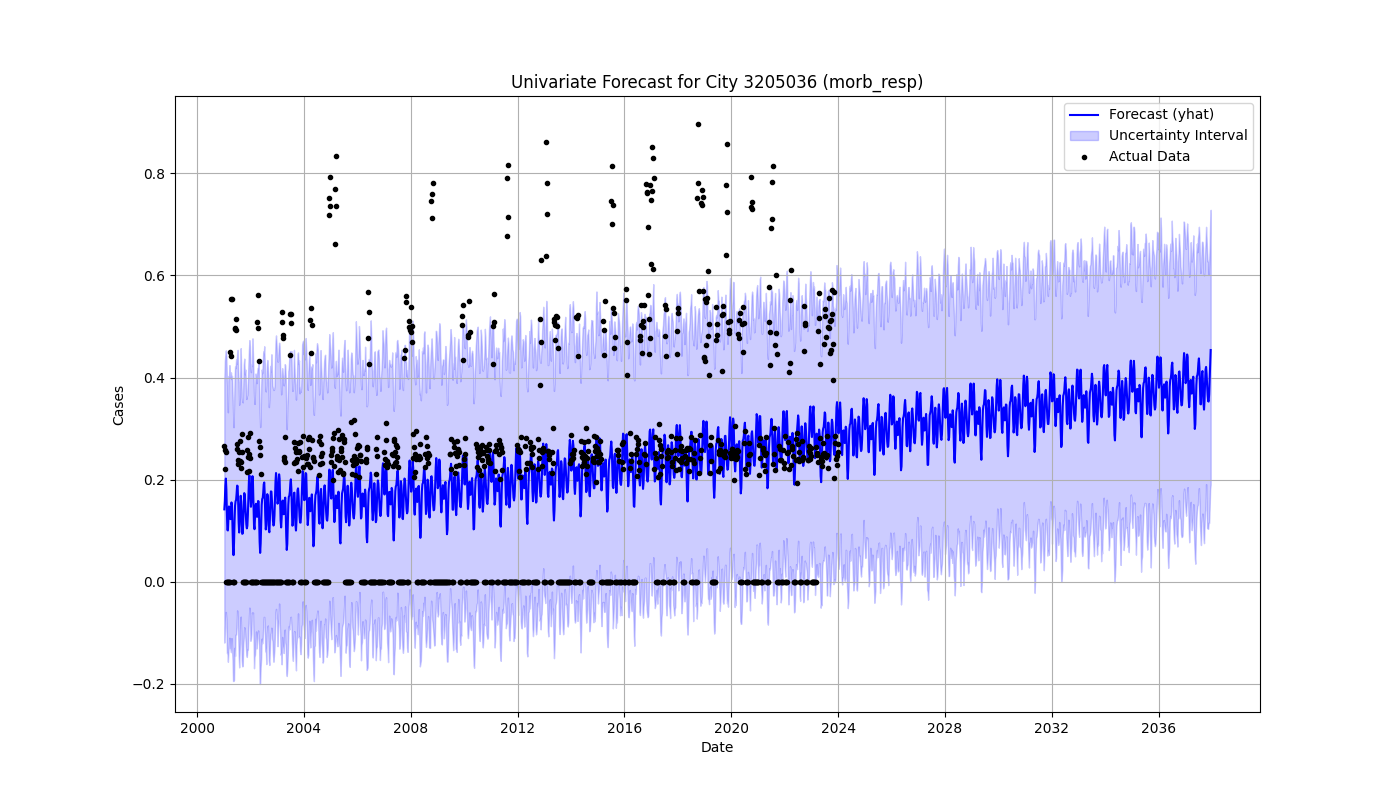 Univariate Forecast for City 3205036 (morb_resp)
Forecast (yhat)
Uncertainty Interval
Actual Data
Cases
0.8
0.6
0.4
0.2
0.0
−0.2
2000 2004 2008 2012 2016 2020 2024 2028 2032 2036
Date